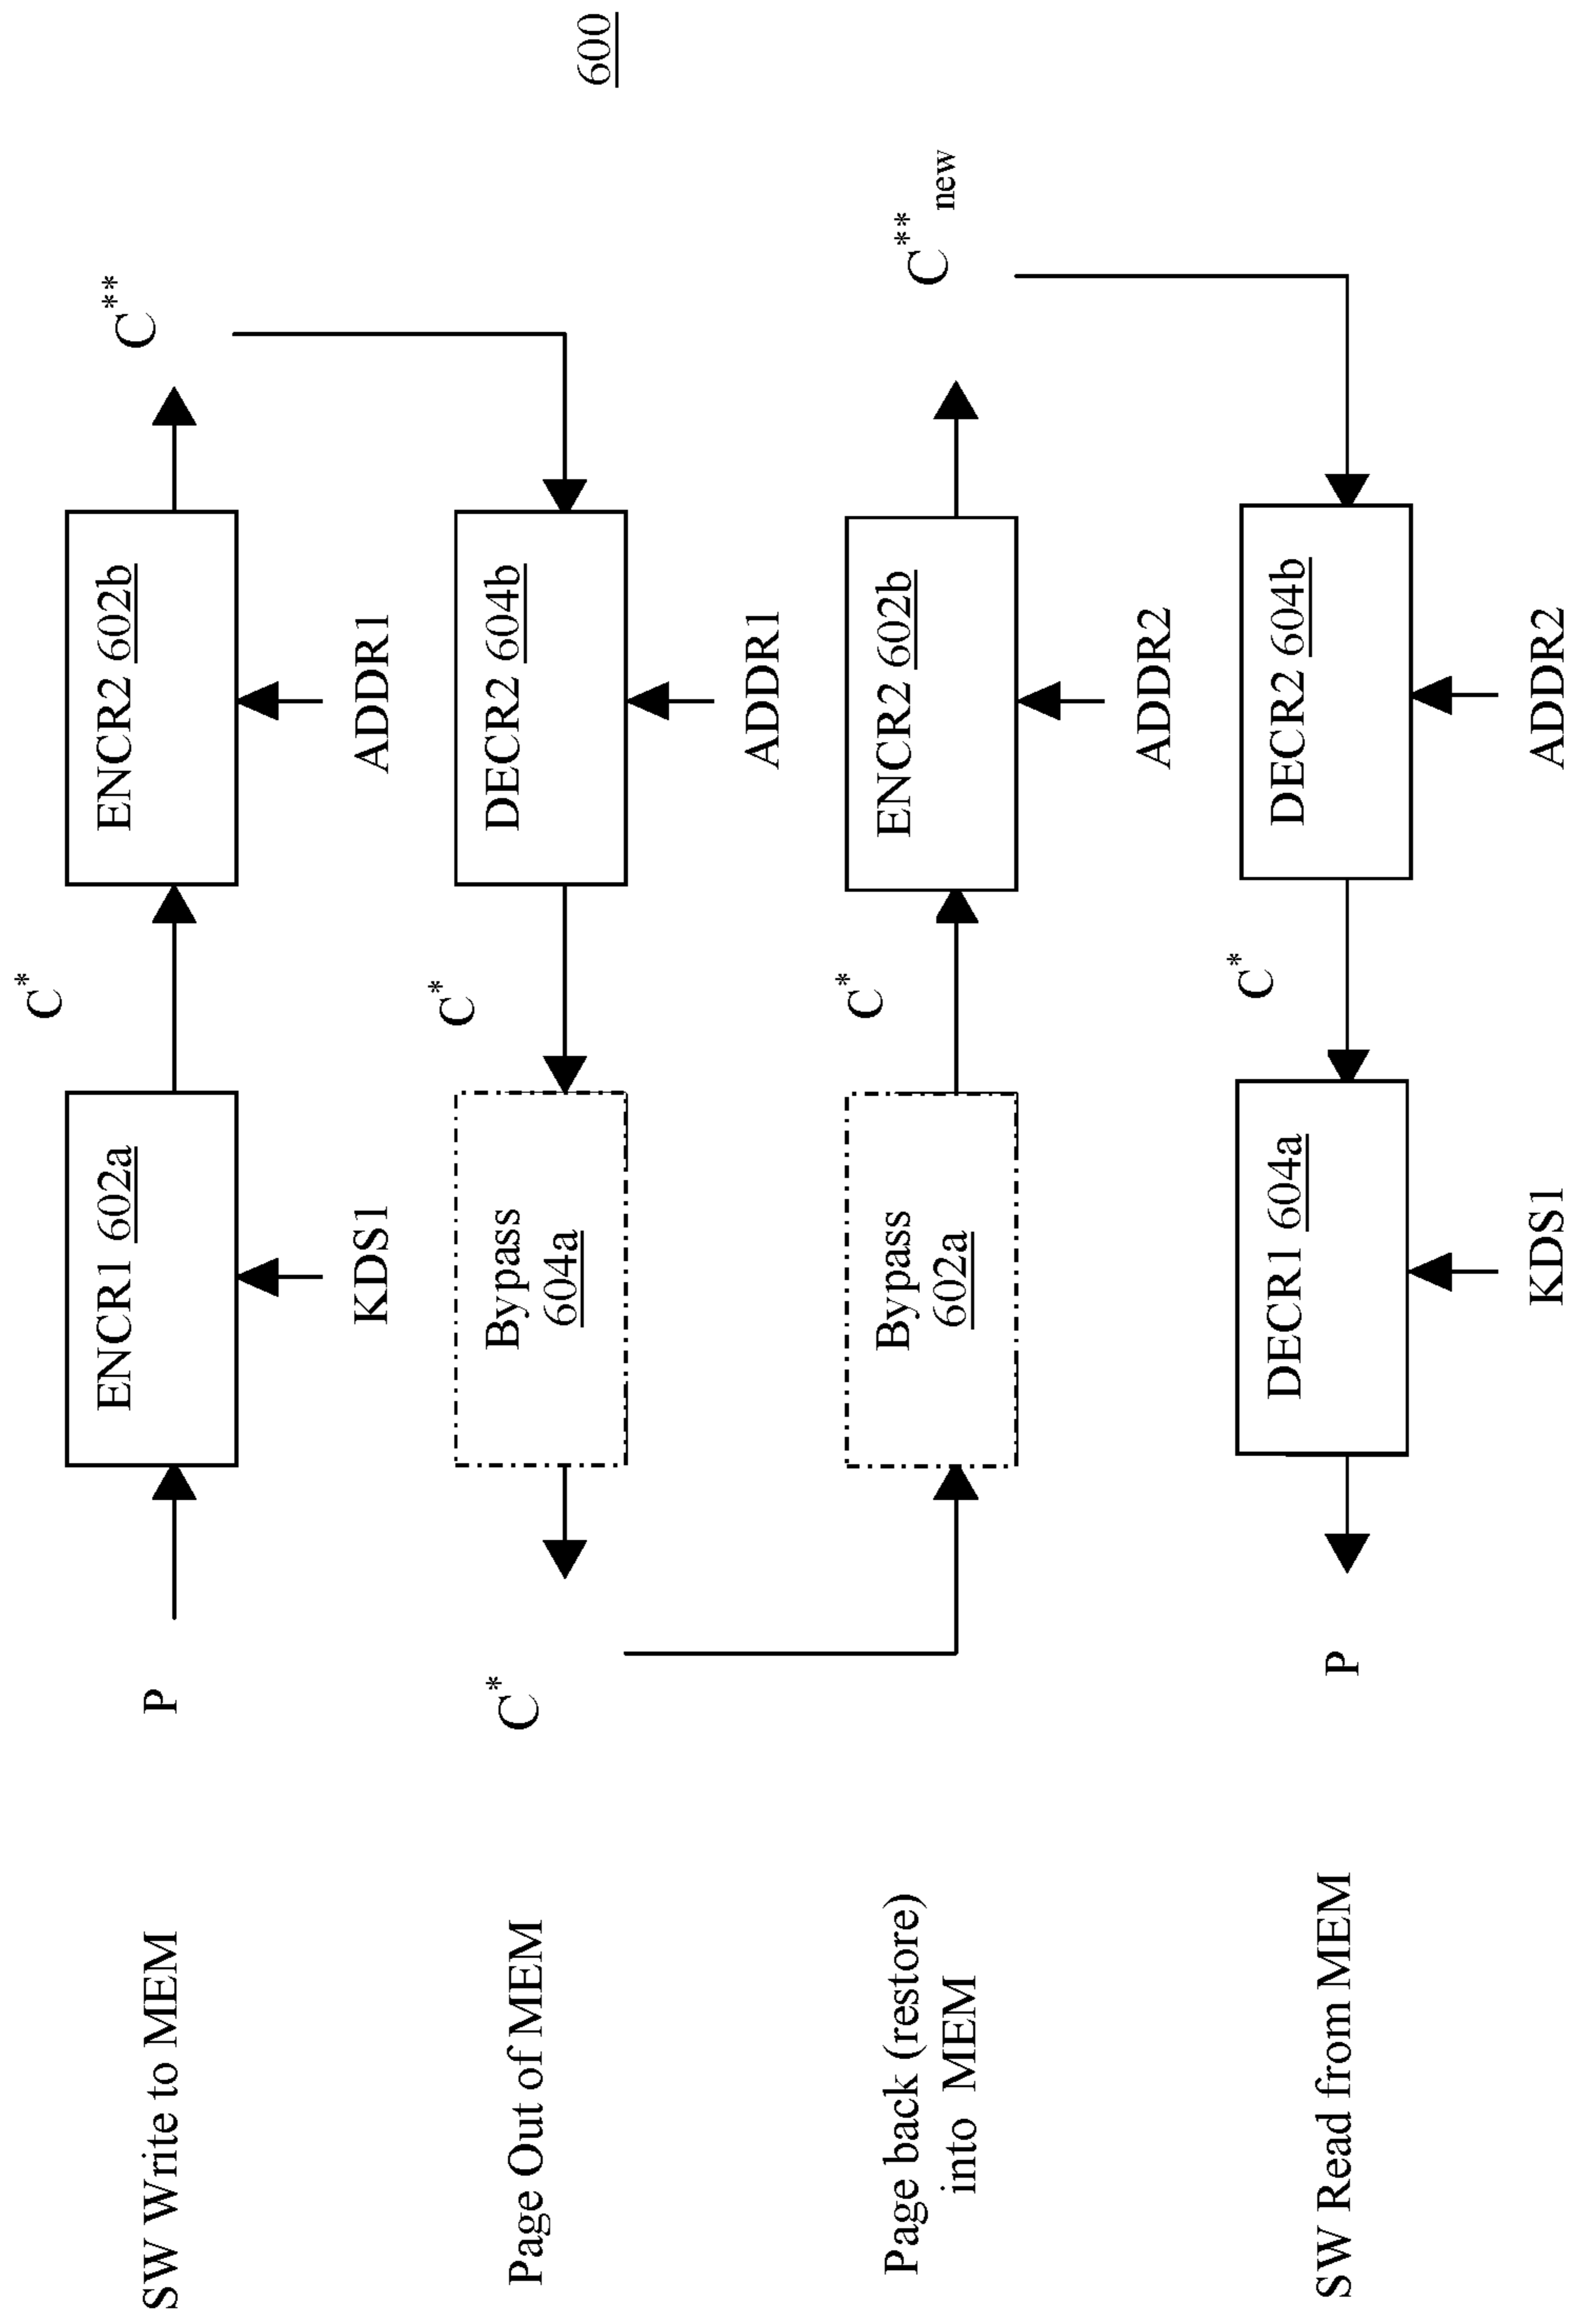 600
SW Write to MEM
P
ENCR1 602a
KDS1
C*
ENCR2 602b
ADDR1
C**
Page Out of MEM
C*
Bypass
604a
C*
DECR2 604b
ADDR1
Page back (restore)
into MEM
Bypass
602a
C*
ENCR2 602b
ADDR2
C** new
SW Read from MEM
P
DECR1 604a
KDS1
C*
DECR2 604b
ADDR2